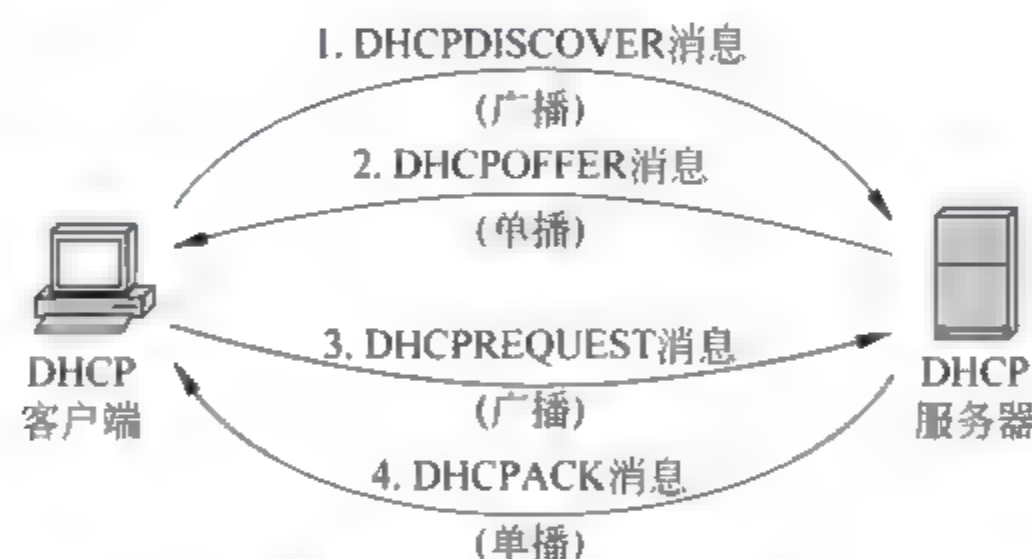 1. DHCPDISCOVER消息
(广播)
2. DHCPOFFER消息
(单播)
3. DHCPREQUEST消息
(广播)
4. DHCPACK消息
(单播)
DHCP
客户端
DHCP
服务器